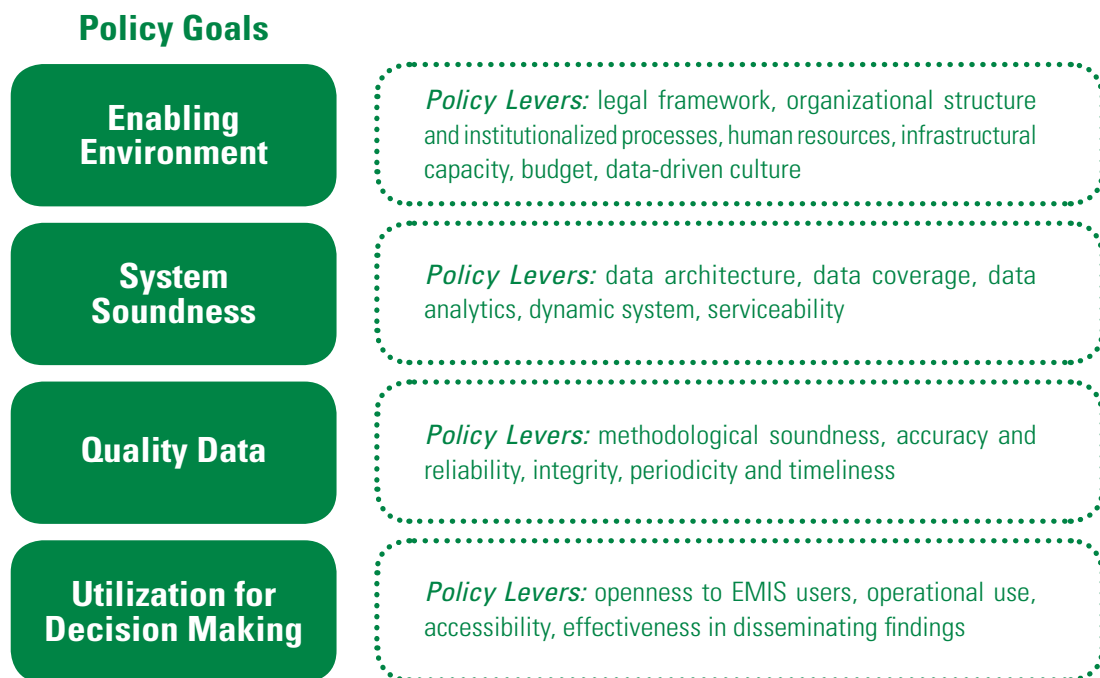 Policy Goals
Enabling
Environment
Policy Levers: legal framework, organizational structure
and institutionalized processes, human resources, infrastructural
capacity, budget, data-driven culture
System
Soundness
Policy Levers: data architecture, data coverage, data
analytics, dynamic system, serviceability
Quality Data
Policy Levers: methodological soundness, accuracy and
reliability, integrity, periodicity and timeliness
Utilization for
Decision Making
Policy Levers: openness to EMIS users, operational use,
accessibility, effectiveness in disseminating findings